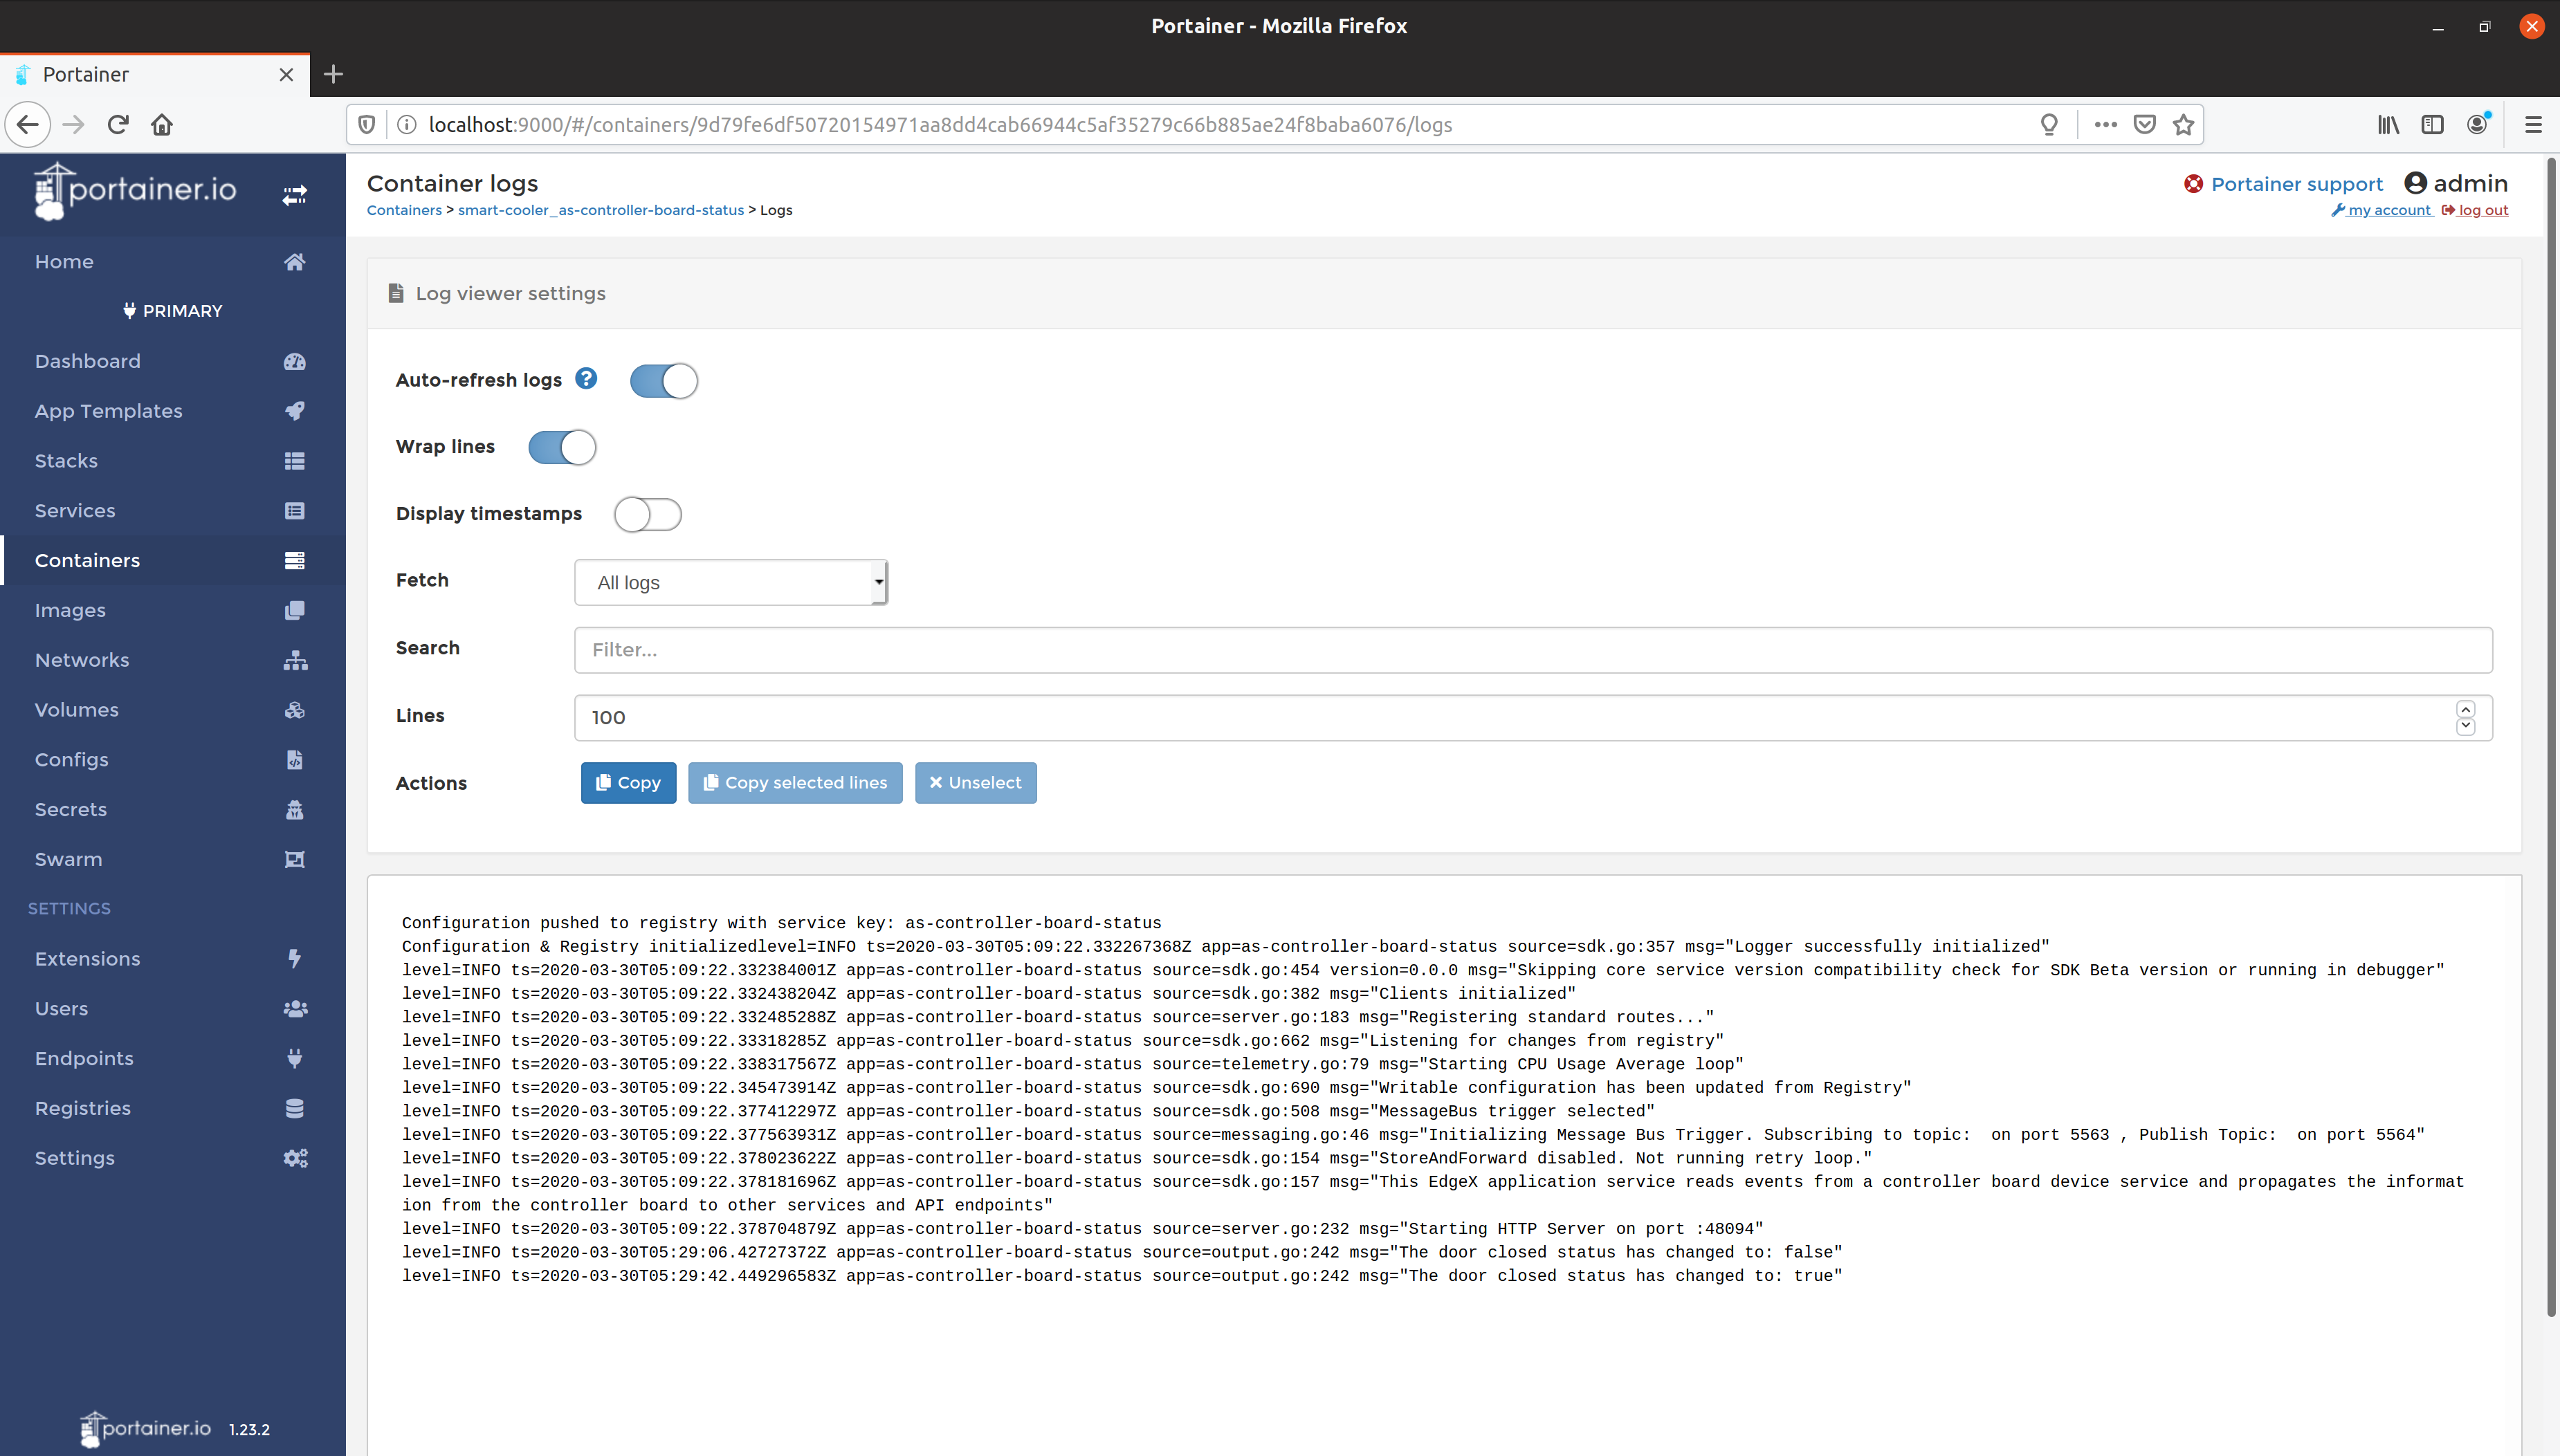 Portainer - Mozilla Firefox
Portainer
localhost:9000/#/containers/9d79fe6df50720154971aa8dd4cab66944c5af35279c66b885ae24f8baba6076/logs
portainer.io
Home
PRIMARY
Dashboard
App Templates
Stacks
Services
Containers
Images
Networks
Volumes
Configs
Secrets
Swarm
SETTINGS
Extensions
Users
Endpoints
Registries
Settings
portainer.io 1.23.2
Container logs
Containers > smart-cooler_as-controller-board-status > Logs
Portainer support admin
my account log out
Log viewer settings
Auto-refresh logs
Wrap lines
Display timestamps
Fetch All logs
Search Filter...
Lines 100
Actions Copy Copy selected lines Unselect
Configuration pushed to registry with service key: as-controller-board-status
Configuration & Registry initializedlevel=INFO ts=2020-03-30T05:09:22.332267368Z app=as-controller-board-status source=sdk.go:357 msg="Logger successfully initialized"
level=INFO ts=2020-03-30T05:09:22.332384001Z app=as-controller-board-status source=sdk.go:454 version=0.0.0 msg="Skipping core service version compatibility check for SDK Beta version or running in debugger"
level=INFO ts=2020-03-30T05:09:22.332438204Z app=as-controller-board-status source=sdk.go:382 msg="Clients initialized"
level=INFO ts=2020-03-30T05:09:22.332485288Z app=as-controller-board-status source=server.go:183 msg="Registering standard routes..."
level=INFO ts=2020-03-30T05:09:22.33318285Z app=as-controller-board-status source=sdk.go:662 msg="Listening for changes from registry"
level=INFO ts=2020-03-30T05:09:22.338317567Z app=as-controller-board-status source=telemetry.go:79 msg="Starting CPU Usage Average loop"
level=INFO ts=2020-03-30T05:09:22.345473914Z app=as-controller-board-status source=sdk.go:690 msg="Writable configuration has been updated from Registry"
level=INFO ts=2020-03-30T05:09:22.377412297Z app=as-controller-board-status source=sdk.go:508 msg="MessageBus trigger selected"
level=INFO ts=2020-03-30T05:09:22.377563931Z app=as-controller-board-status source=messaging.go:46 msg="Initializing Message Bus Trigger. Subscribing to topic:  on port 5563 , Publish Topic:  on port 5564"
level=INFO ts=2020-03-30T05:09:22.378023622Z app=as-controller-board-status source=sdk.go:154 msg="StoreAndForward disabled. Not running retry loop."
level=INFO ts=2020-03-30T05:09:22.378181696Z app=as-controller-board-status source=sdk.go:157 msg="This EdgeX application service reads events from a controller board device service and propagates the informat
ion from the controller board to other services and API endpoints"
level=INFO ts=2020-03-30T05:09:22.378704879Z app=as-controller-board-status source=server.go:232 msg="Starting HTTP Server on port :48094"
level=INFO ts=2020-03-30T05:29:06.42727372Z app=as-controller-board-status source=output.go:242 msg="The door closed status has changed to: false"
level=INFO ts=2020-03-30T05:29:42.449296583Z app=as-controller-board-status source=output.go:242 msg="The door closed status has changed to: true"